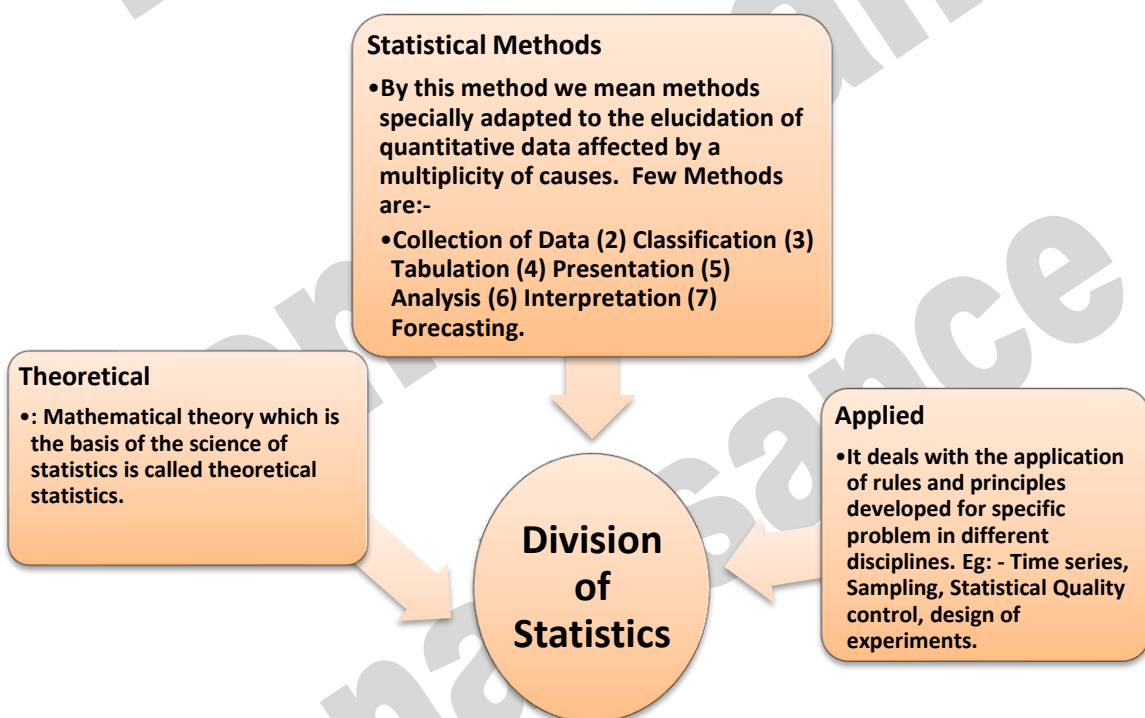 Statistical Methods
•By this method we mean methods
specially adapted to the elucidation of
quantitative data affected by a
multiplicity of causes.  Few Methods
are:-
•Collection of Data (2) Classification (3)
Tabulation (4) Presentation (5)
Analysis (6) Interpretation (7)
Forecasting.
Theoretical
•: Mathematical theory which is
the basis of the science of
statistics is called theoretical
statistics.
Applied
•It deals with the application
of rules and principles
developed for specific
problem in different
disciplines. Eg: - Time series,
Sampling, Statistical Quality
control, design of
experiments.
Division
of
Statistics